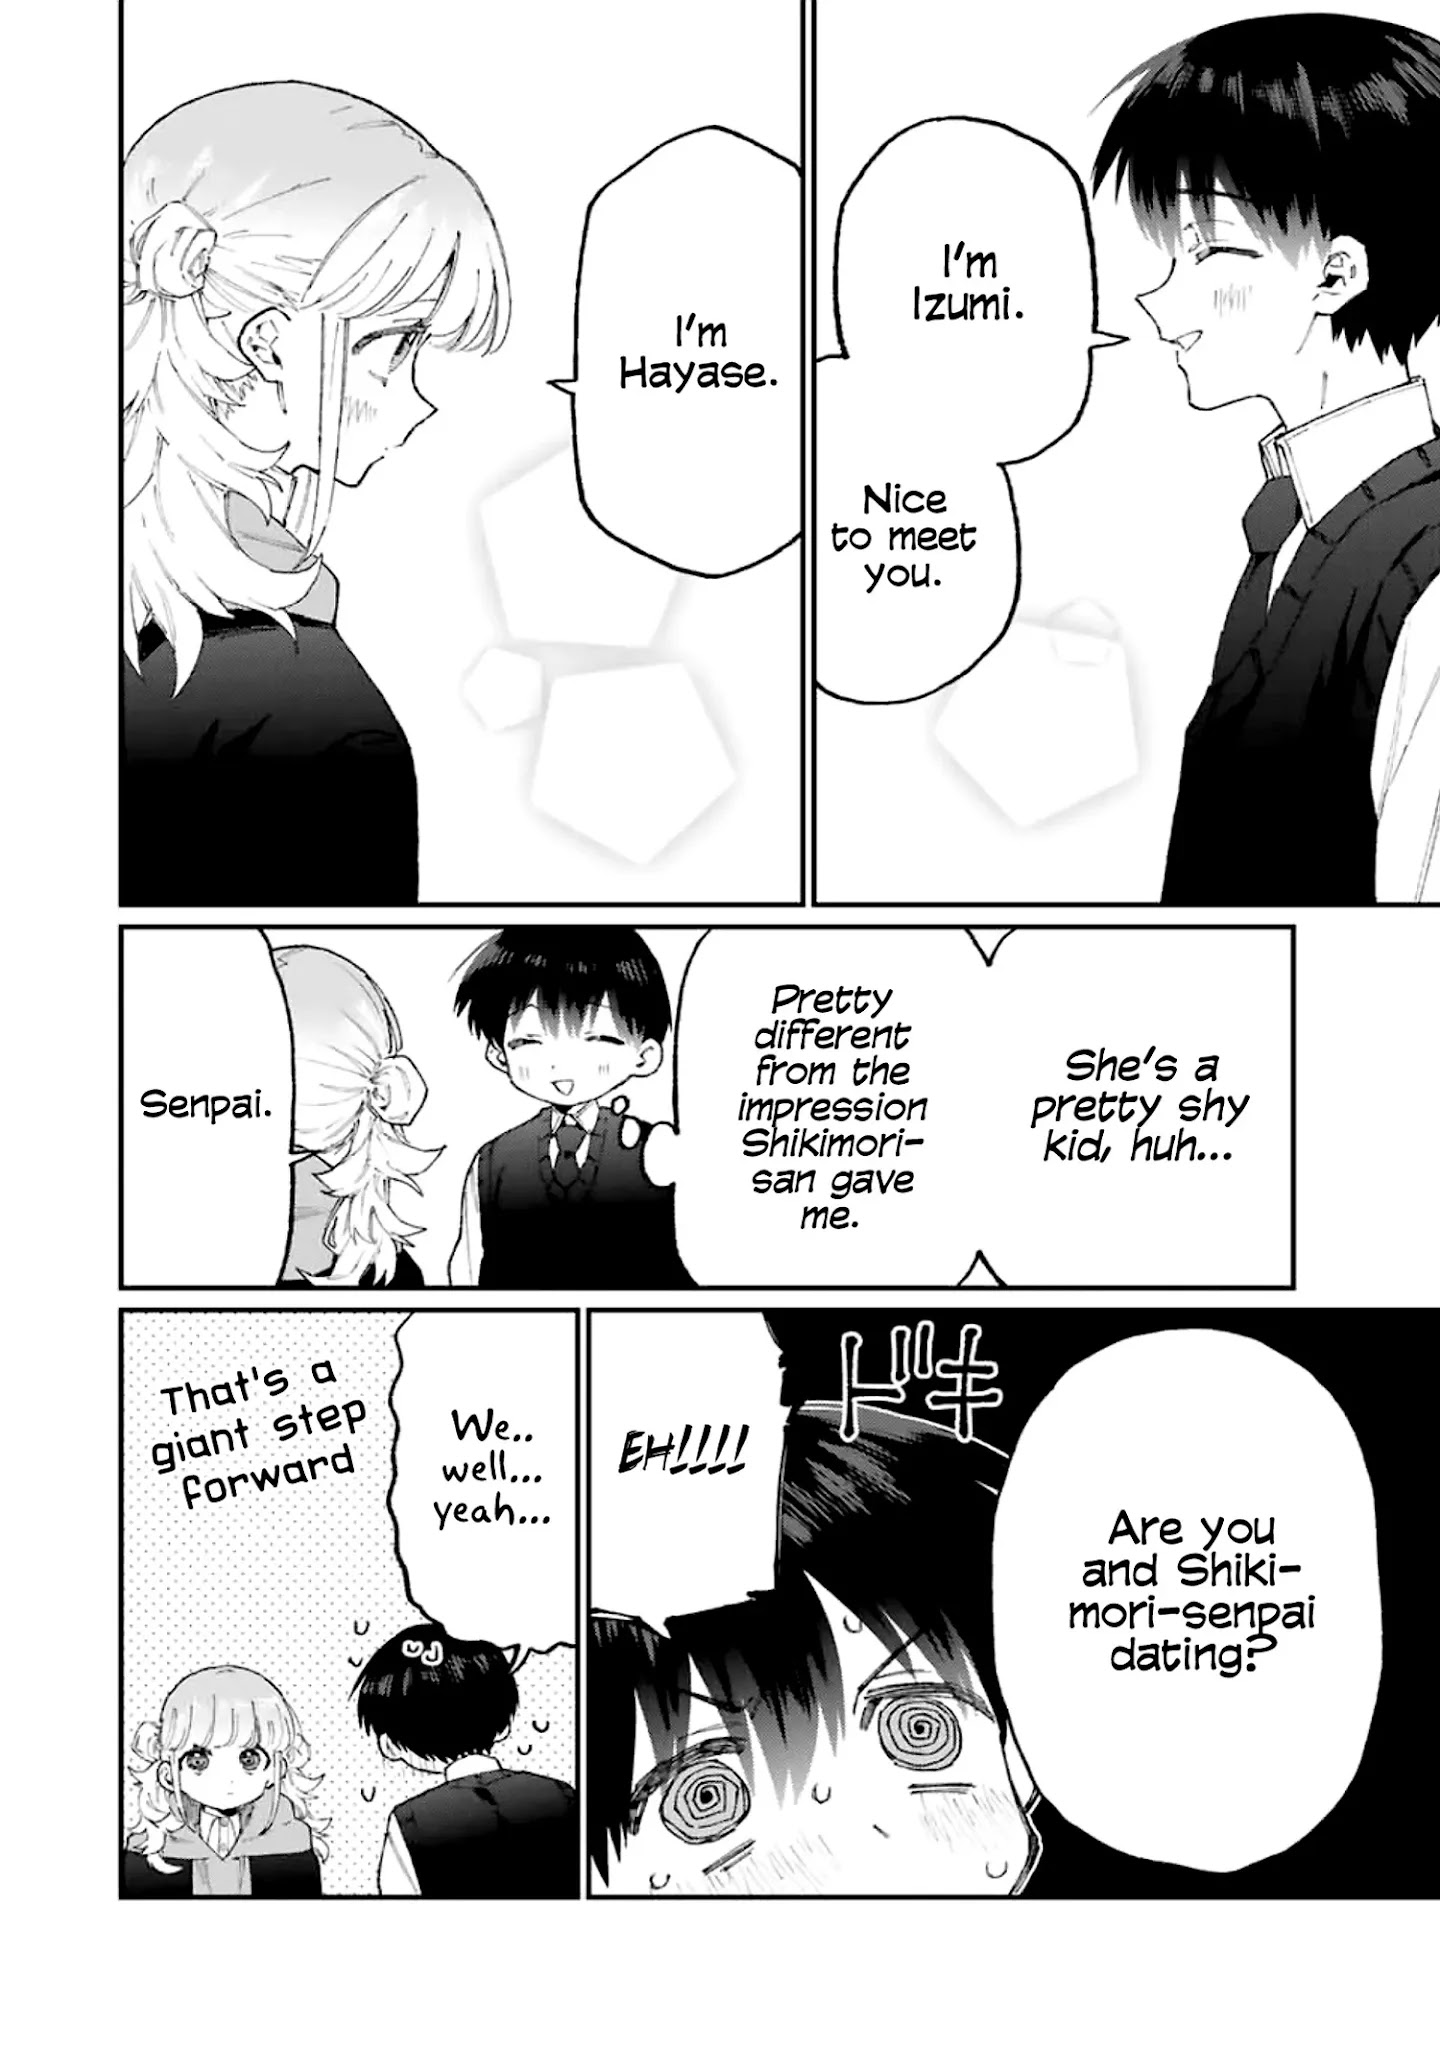 I'm
Izumi.
Nice
to meet
you.
I'm
Hayase.
She's a
pretty shy
kid, huh...
Pretty
different
from the
impression
Shikimori-
san gave
me.
Senpai.
Are you
and Shiki-
mori-senpai
dating?
ドキ
EH!!!!
We..
well...
yeah...
That's a
giant step
forward